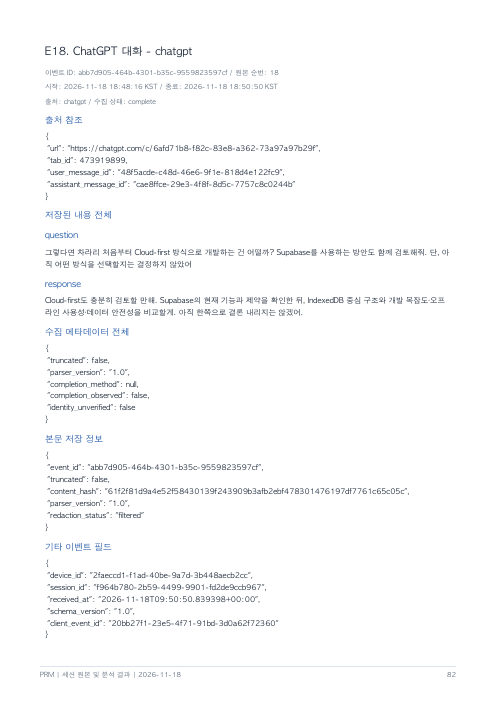 E18. ChatGPT 대화 - chatgpt
이벤트 ID: abb7d905-464b-4301-b35c-9559823597cf / 원본 순번: 18
시작: 2026-11-18 18:48:16 KST / 종료: 2026-11-18 18:50:50 KST
출처: chatgpt / 수집 상태: complete
출처 참조
{
"url": "https://chatgpt.com/c/6afd71b8-f82c-83e8-a362-73a97a97b29f",
"tab_id": 473919899,
"user_message_id": "48f5acde-c48d-46e6-9f1e-818d4e122fc9",
"assistant_message_id": "cae8ffce-29e3-4f8f-8d5c-7757c8c0244b"
}
저장된 내용 전체
question
그렇다면 차라리 처음부터 Cloud-first 방식으로 개발하는 건 어떨까? Supabase를 사용하는 방안도 함께 검토해줘. 단, 아
직 어떤 방식을 선택할지는 결정하지 않았어
response
Cloud-first도 충분히 검토할 만해. Supabase의 현재 기능과 제약을 확인한 뒤, IndexedDB 중심 구조와 개발 복잡도·오프
라인 사용성·데이터 안전성을 비교할게. 아직 한쪽으로 결론 내리지는 않겠어.
수집 메타데이터 전체
{
"truncated": false,
"parser_version": "1.0",
"completion_method": null,
"completion_observed": false,
"identity_unverified": false
}
본문 저장 정보
{
"event_id": "abb7d905-464b-4301-b35c-9559823597cf",
"truncated": false,
"content_hash": "61f2f81d9a4e52f58430139f243909b3afb2ebf478301476197df7761c65c05c",
"parser_version": "1.0",
"redaction_status": "filtered"
}
기타 이벤트 필드
{
"device_id": "2faeccd1-f1ad-40be-9a7d-3b448aecb2cc",
"session_id": "f964b780-2b59-4499-9901-fd2de9ccb967",
"received_at": "2026-11-18T09:50:50.839398+00:00",
"schema_version": "1.0",
"client_event_id": "20bb27f1-23e5-4f71-91bd-3d0a62f72360"
}
PRM | 세션 원본 및 분석 결과 | 2026-11-18
82